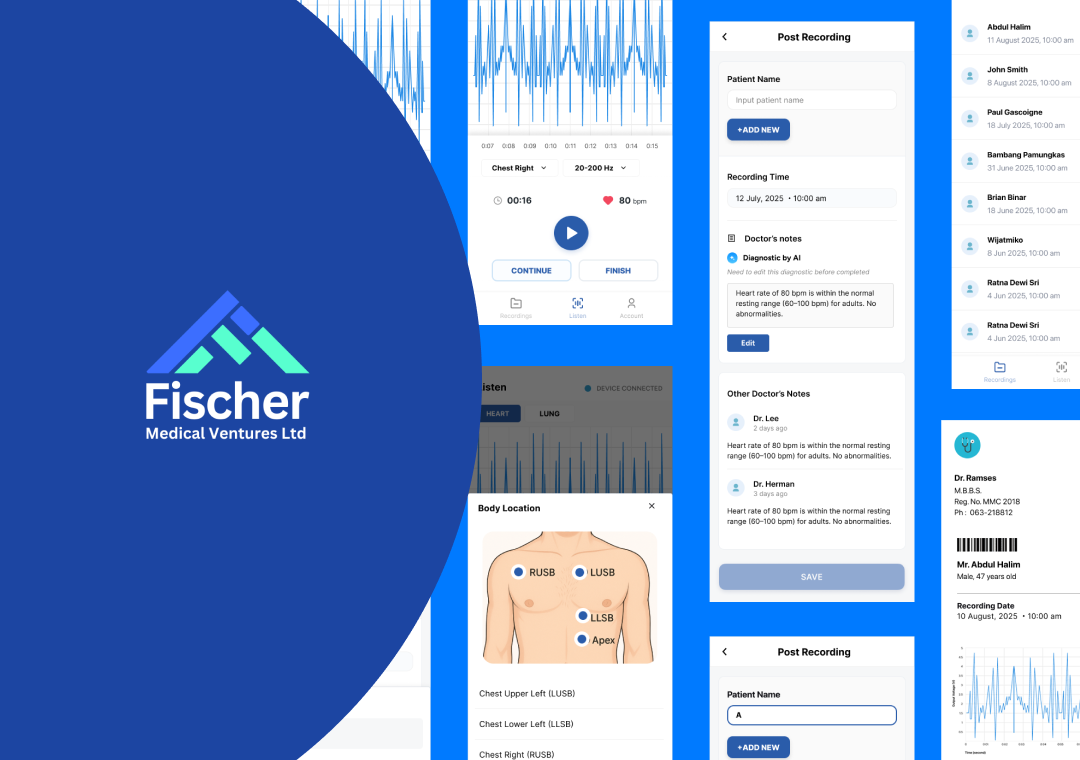 Fischer
Medical Ventures Ltd
0:07 0:08 0:09 0:10 0:11 0:12 0:13 0:14 0:15
Chest Right
20-200 Hz
00:16
80 bpm
CONTINUE
FINISH
Recordings
Listen
Account
isten
DEVICE CONNECTED
HEART
LUNG
Body Location
RUSB
LUSB
LLSB
Apex
Chest Upper Left (LUSB)
Chest Lower Left (LLSB)
Chest Right (RUSB)
Post Recording
Patient Name
Input patient name
+ADD NEW
Recording Time
12 July, 2025 • 10:00 am
Doctor's notes
Diagnostic by AI
Need to edit this diagnostic before completed
Heart rate of 80 bpm is within the normal
resting range (60–100 bpm) for adults. No
abnormalities.
Edit
Other Doctor's Notes
Dr. Lee
2 days ago
Heart rate of 80 bpm is within the normal resting
range (60–100 bpm) for adults. No abnormalities.
Dr. Herman
3 days ago
Heart rate of 80 bpm is within the normal resting
range (60–100 bpm) for adults. No abnormalities.
SAVE
Post Recording
Patient Name
A
+ADD NEW
Abdul Halim
11 August 2025, 10:00 am
John Smith
8 August 2025, 10:00 am
Paul Gascoigne
18 July 2025, 10:00 am
Bambang Pamungkas
31 June 2025, 10:00 am
Brian Binar
18 June 2025, 10:00 am
Wijatmiko
8 Jun 2025, 10:00 am
Ratna Dewi Sri
4 Jun 2025, 10:00 am
Ratna Dewi Sri
4 Jun 2025, 10:00 am
Recordings
Listen
Dr. Ramses
M.B.B.S.
Reg. No. MMC 2018
Ph : 063-218812
Mr. Abdul Halim
Male, 47 years old
Recording Date
10 August, 2025 • 10:00 am
Time (second)